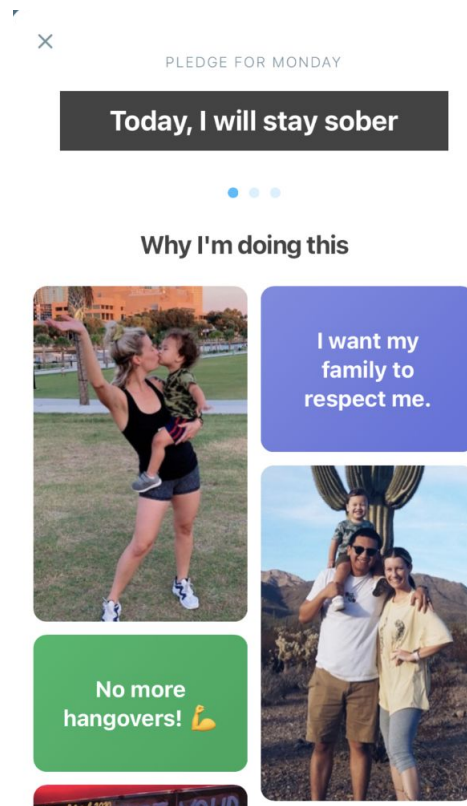 PLEDGE FOR MONDAY
Today, I will stay sober
Why I'm doing this
I want my
family to
respect me.
No more
hangovers! 💪